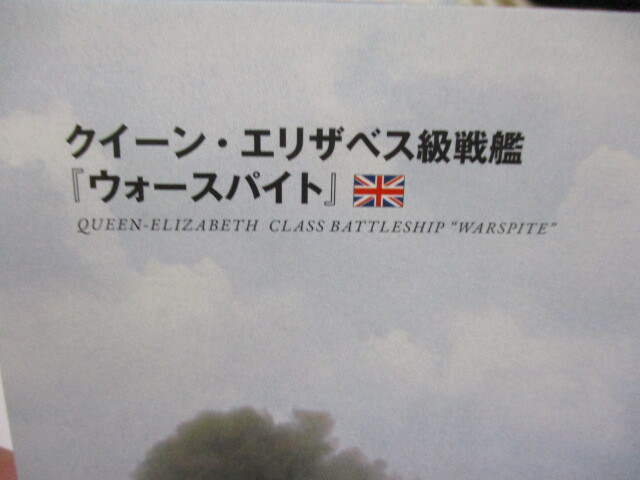 クイーン・エリザベス級戦艦
『ウォースパイト』
QUEEN-ELIZABETH CLASS BATTLESHIP “WARSPITE”